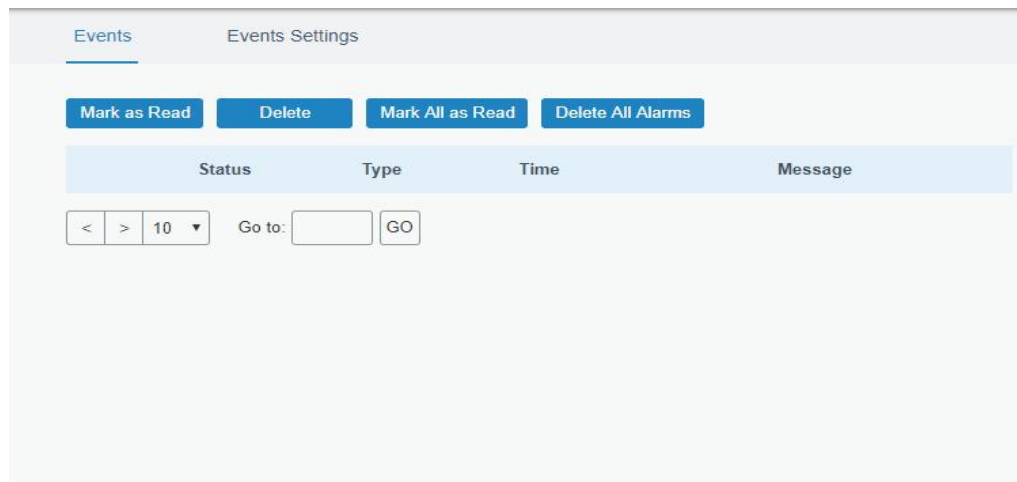 Events Events Settings
Mark as Read Delete Mark All as Read Delete All Alarms
Status Type Time Message
< > 10 ▼ Go to: GO